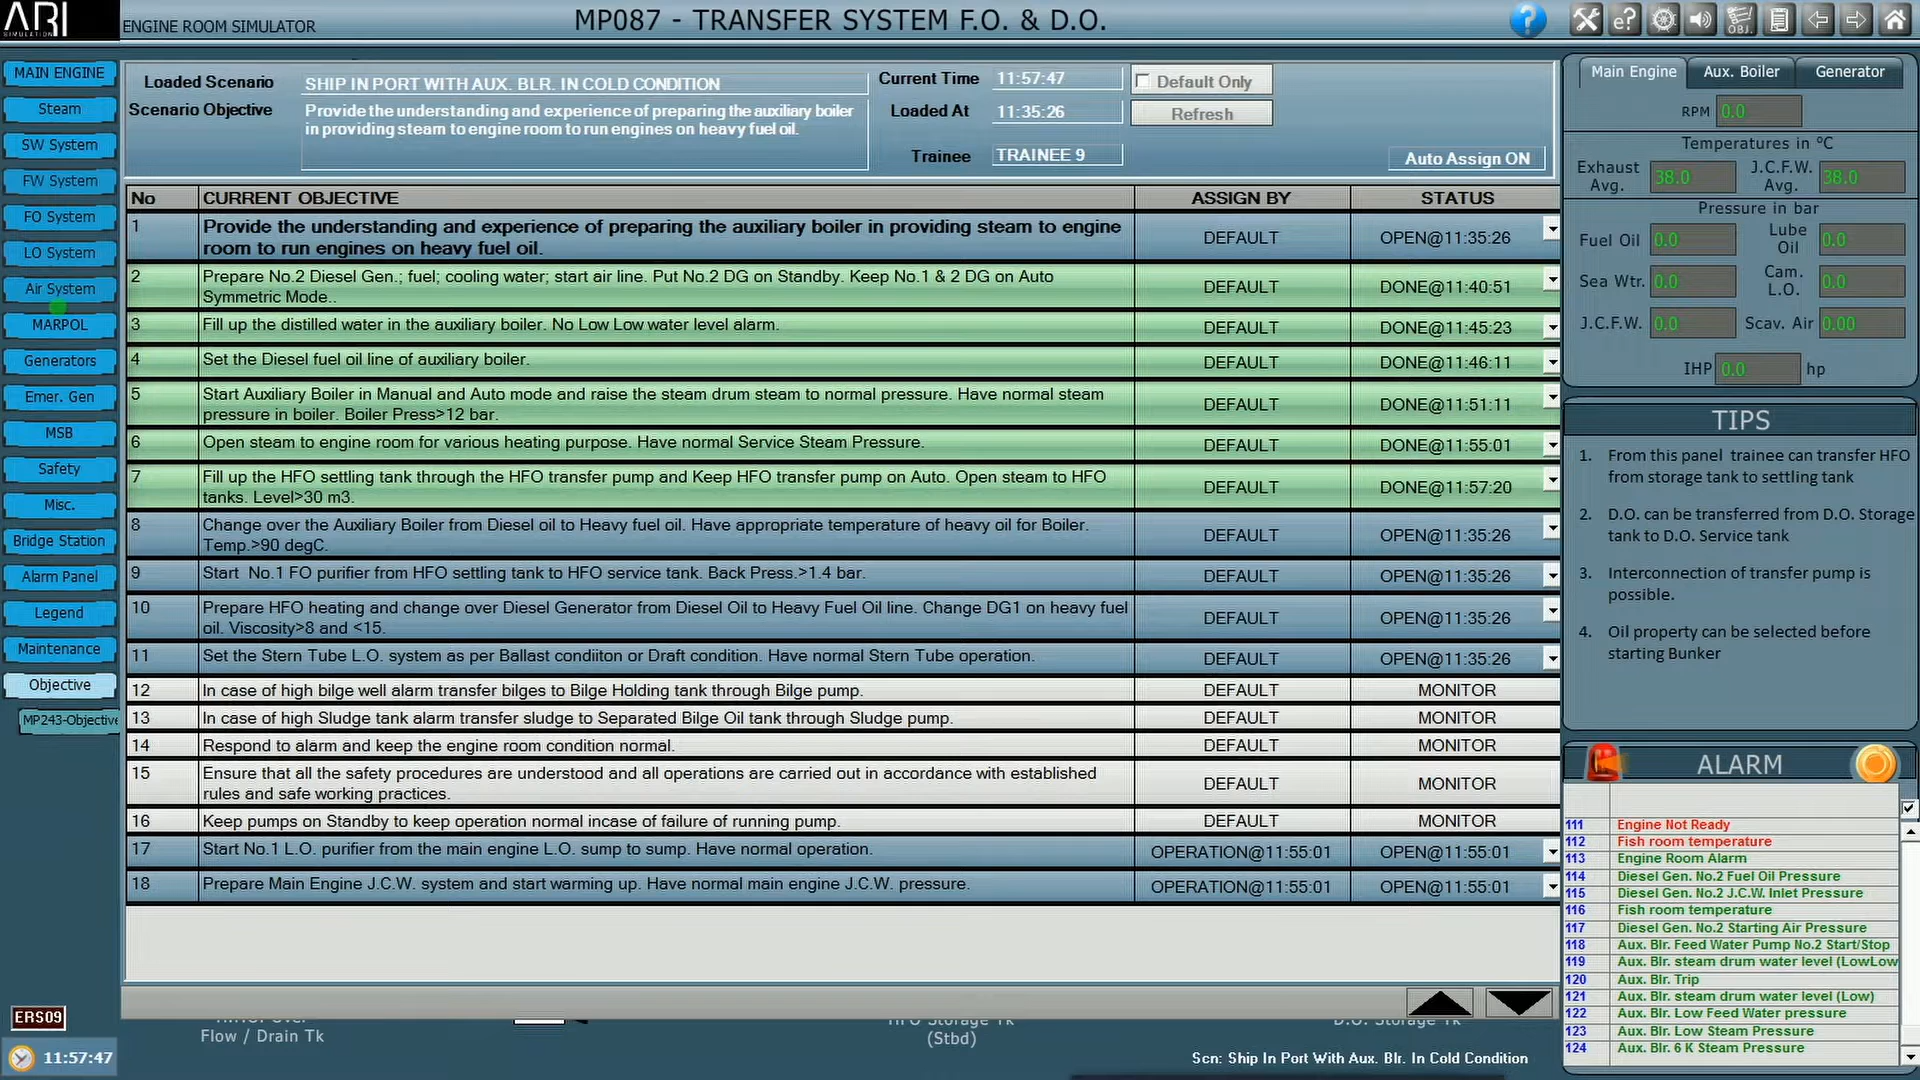 ARI
SIMULATION
ENGINE ROOM SIMULATOR
MP087 - TRANSFER SYSTEM F.O. & D.O.
?
e?
OBJ.
MAIN ENGINE
Steam
SW System
FW System
FO System
LO System
Air System
MARPOL
Generators
Emer. Gen
MSB
Safety
Misc.
Bridge Station
Alarm Panel
Legend
Maintenance
Objective
MP243-Objective
ERS09
11:57:47
Loaded Scenario
SHIP IN PORT WITH AUX. BLR. IN COLD CONDITION
Scenario Objective
Provide the understanding and experience of preparing the auxiliary boiler
in providing steam to engine room to run engines on heavy fuel oil.
Current Time 11:57:47
Default Only
Loaded At 11:35:26
Refresh
Trainee TRAINEE 9
Auto Assign ON
No CURRENT OBJECTIVE ASSIGN BY STATUS
1 Provide the understanding and experience of preparing the auxiliary boiler in providing steam to engine
room to run engines on heavy fuel oil.
DEFAULT OPEN@11:35:26
2 Prepare No.2 Diesel Gen.; fuel; cooling water; start air line. Put No.2 DG on Standby. Keep No.1 & 2 DG on Auto
Symmetric Mode..
DEFAULT DONE@11:40:51
3 Fill up the distilled water in the auxiliary boiler. No Low Low water level alarm. DEFAULT DONE@11:45:23
4 Set the Diesel fuel oil line of auxiliary boiler. DEFAULT DONE@11:46:11
5 Start Auxiliary Boiler in Manual and Auto mode and raise the steam drum steam to normal pressure. Have normal steam
pressure in boiler. Boiler Press>12 bar.
DEFAULT DONE@11:51:11
6 Open steam to engine room for various heating purpose. Have normal Service Steam Pressure. DEFAULT DONE@11:55:01
7 Fill up the HFO settling tank through the HFO transfer pump and Keep HFO transfer pump on Auto. Open steam to HFO
tanks. Level>30 m3.
DEFAULT DONE@11:57:20
8 Change over the Auxiliary Boiler from Diesel oil to Heavy fuel oil. Have appropriate temperature of heavy oil for Boiler.
Temp.>90 degC.
DEFAULT OPEN@11:35:26
9 Start No.1 FO purifier from HFO settling tank to HFO service tank. Back Press.>1.4 bar. DEFAULT OPEN@11:35:26
10 Prepare HFO heating and change over Diesel Generator from Diesel Oil to Heavy Fuel Oil line. Change DG1 on heavy fuel
oil. Viscosity>8 and <15.
DEFAULT OPEN@11:35:26
11 Set the Stern Tube L.O. system as per Ballast condiiton or Draft condition. Have normal Stern Tube operation. DEFAULT OPEN@11:35:26
12 In case of high bilge well alarm transfer bilges to Bilge Holding tank through Bilge pump. DEFAULT MONITOR
13 In case of high Sludge tank alarm transfer sludge to Separated Bilge Oil tank through Sludge pump. DEFAULT MONITOR
14 Respond to alarm and keep the engine room condition normal. DEFAULT MONITOR
15 Ensure that all the safety procedures are understood and all operations are carried out in accordance with established
rules and safe working practices.
DEFAULT MONITOR
16 Keep pumps on Standby to keep operation normal incase of failure of running pump. DEFAULT MONITOR
17 Start No.1 L.O. purifier from the main engine L.O. sump to sump. Have normal operation. OPERATION@11:55:01 OPEN@11:55:01
18 Prepare Main Engine J.C.W. system and start warming up. Have normal main engine J.C.W. pressure. OPERATION@11:55:01 OPEN@11:55:01
Flow / Drain Tk
HFO Storage Tk
(Stbd)
D.O. Storage Tk
Scn: Ship In Port With Aux. Blr. In Cold Condition
Main Engine Aux. Boiler Generator
RPM 0.0
Temperatures in °C
Exhaust
Avg.
38.0
J.C.F.W.
Avg.
38.0
Pressure in bar
Fuel Oil 0.0
Lube
Oil
0.0
Sea Wtr. 0.0
Cam.
L.O.
0.0
J.C.F.W. 0.0 Scav. Air 0.00
IHP 0.0 hp
TIPS
1. From this panel trainee can transfer HFO
from storage tank to settling tank
2. D.O. can be transferred from D.O. Storage
tank to D.O. Service tank
3. Interconnection of transfer pump is
possible.
4. Oil property can be selected before
starting Bunker
ALARM
111 Engine Not Ready
112 Fish room temperature
113 Engine Room Alarm
114 Diesel Gen. No.2 Fuel Oil Pressure
115 Diesel Gen. No.2 J.C.W. Inlet Pressure
116 Fish room temperature
117 Diesel Gen. No.2 Starting Air Pressure
118 Aux. Blr. Feed Water Pump No.2 Start/Stop
119 Aux. Blr. steam drum water level (LowLow
120 Aux. Blr. Trip
121 Aux. Blr. steam drum water level (Low)
122 Aux. Blr. Low Feed Water pressure
123 Aux. Blr. Low Steam Pressure
124 Aux. Blr. 6 K Steam Pressure